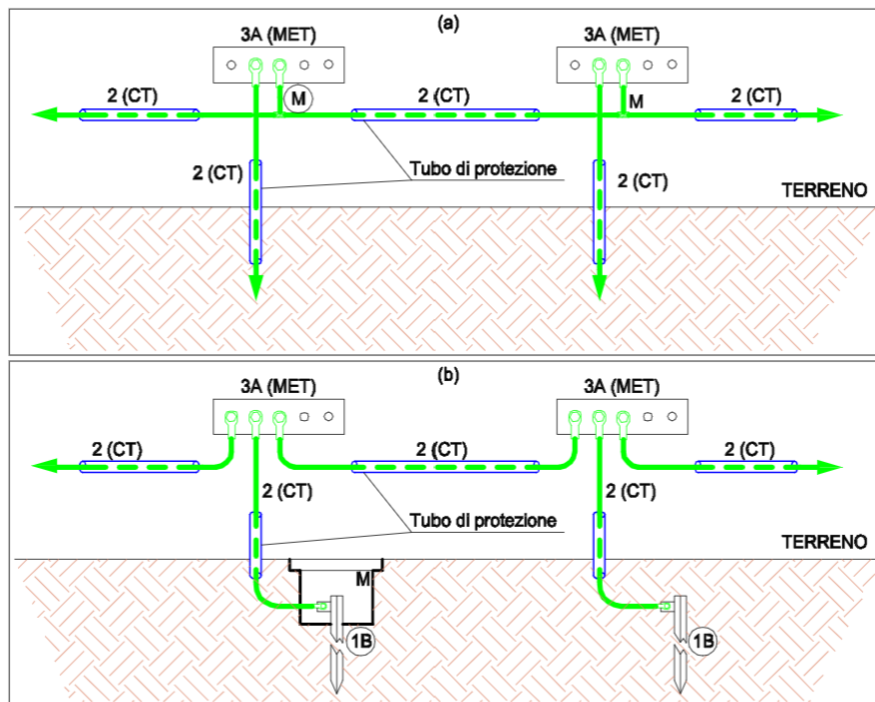 (a)
3A (MET) 3A (MET)
M M
2 (CT) 2 (CT) 2 (CT)
2 (CT) Tubo di protezione 2 (CT)
TERRENO
(b)
3A (MET) 3A (MET)
2 (CT) 2 (CT) 2 (CT)
2 (CT) 2 (CT)
Tubo di protezione
TERRENO
M
1B 1B